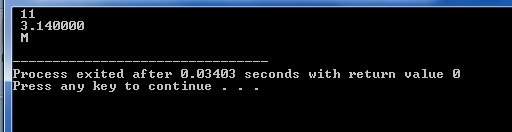 11
3.140000
M
--------------------------------
Process exited after 0.03403 seconds with return value 0
Press any key to continue . . .